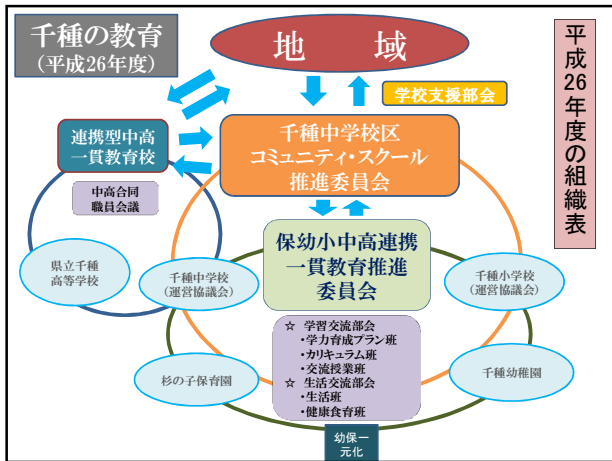 千種の教育
（平成26年度）
地 域
平成26年度の組織表
学校支援部会
連携型中高
一貫教育校
千種中学校区
コミュニティ・スクール
推進委員会
中高合同
職員会議
保幼小中高連携
一貫教育推進
委員会
県立千種
高等学校
千種中学校
（運営協議会）
千種小学校
（運営協議会）
☆ 学習交流部会
・学力育成プラン班
・カリキュラム班
・交流授業班
☆ 生活交流部会
・生活班
・健康食育班
杉の子保育園
千種幼稚園
幼保一
元化